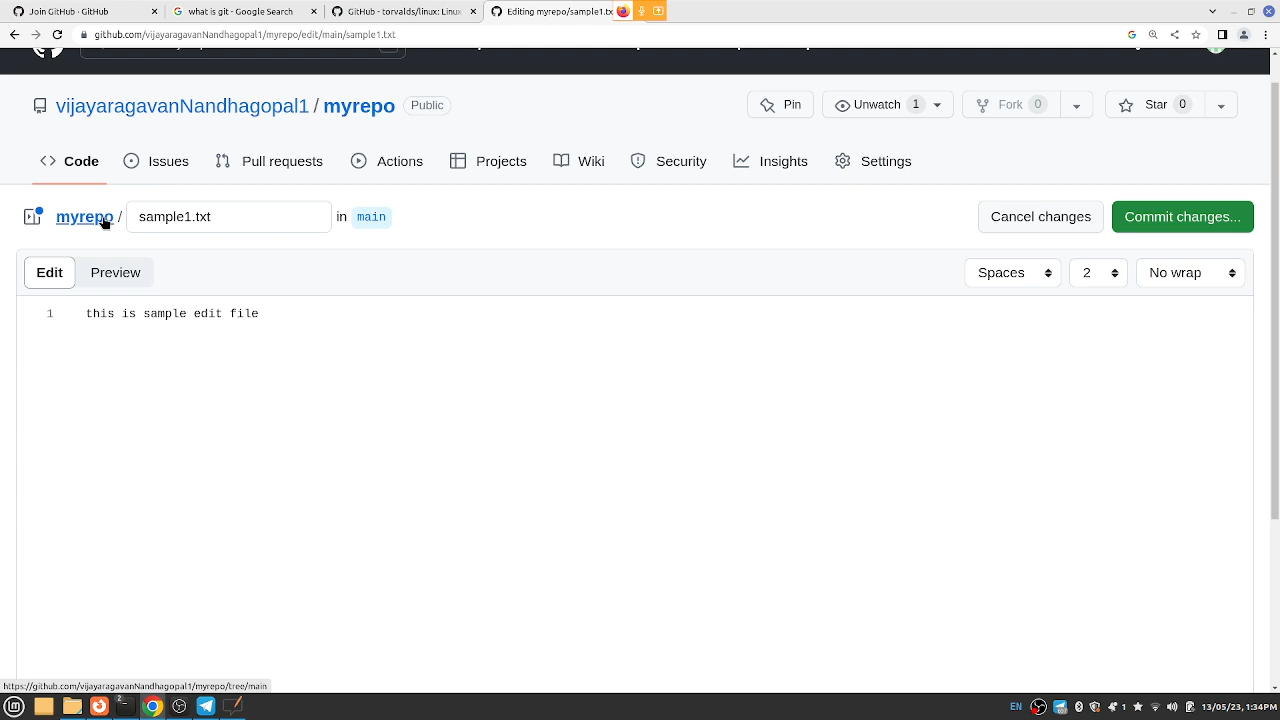 Join GitHub · GitHub
what is git - Google Search
GitHub - torvalds/linux: Linux
Editing myrepo/sample1.tx
github.com/vijayaragavanNandhagopal1/myrepo/edit/main/sample1.txt
vijayaragavanNandhagopal1 / myrepo Public
Pin
Unwatch 1
Fork 0
Star 0
Code
Issues
Pull requests
Actions
Projects
Wiki
Security
Insights
Settings
myrepo / sample1.txt in main
Cancel changes
Commit changes...
Edit
Preview
Spaces
2
No wrap
1 this is sample edit file
https://github.com/vijayaragavanNandhagopal1/myrepo/tree/main
2
EN
1
13/05/23, 1:34PM